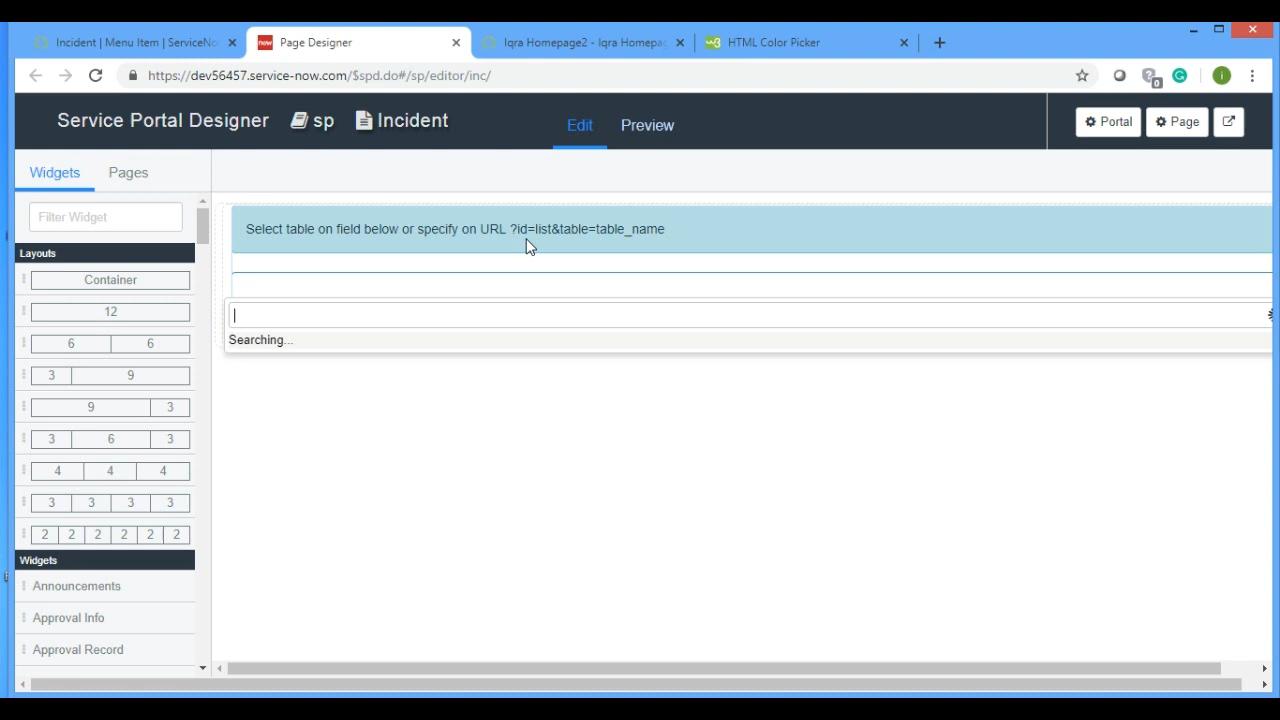 Incident | Menu Item | ServiceNo
Page Designer
Iqra Homepage2 - Iqra Homepag
HTML Color Picker
https://dev56457.service-now.com/$spd.do#/sp/editor/inc/
0
i
Service Portal Designer
sp
Incident
Edit
Preview
Portal
Page
Widgets
Pages
Filter Widget
Select table on field below or specify on URL ?id=list&table=table_name
Searching...
Layouts
Container
12
6 6
3 9
9 3
3 6 3
4 4 4
3 3 3 3
2 2 2 2 2 2
Widgets
Announcements
Approval Info
Approval Record